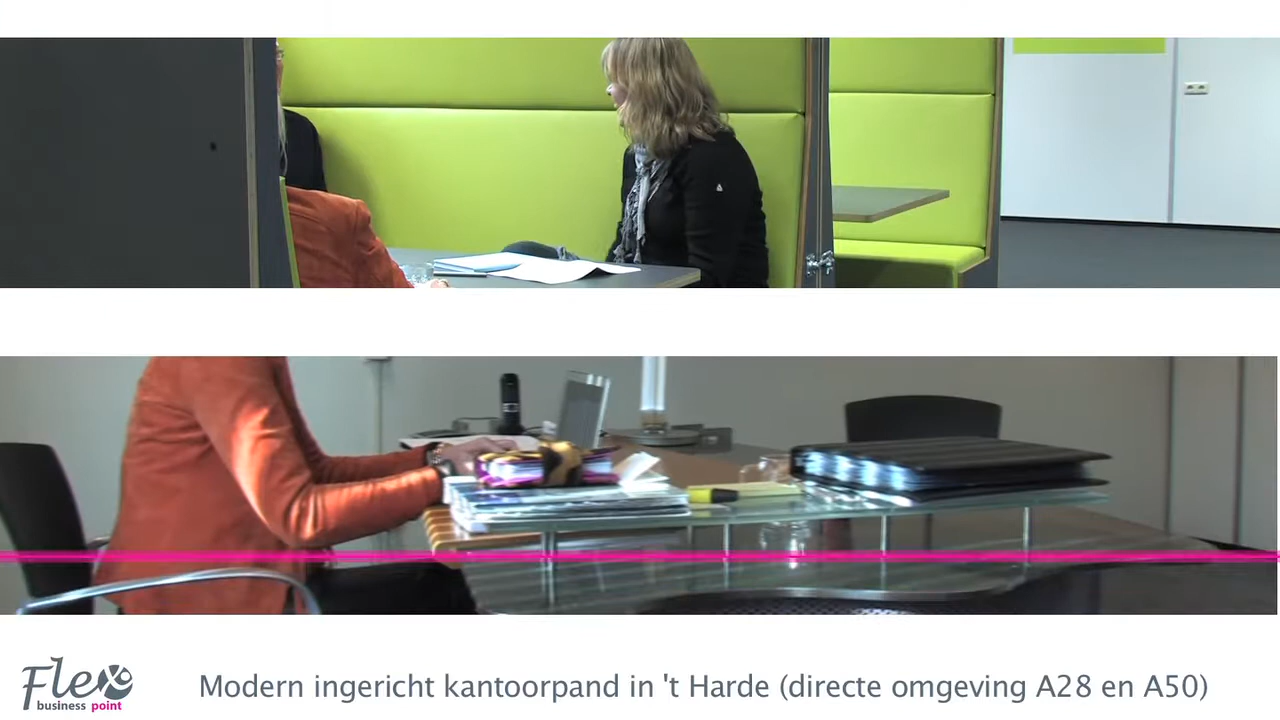 Flex
business point
Modern ingericht kantoorpand in 't Harde (directe omgeving A28 en A50)